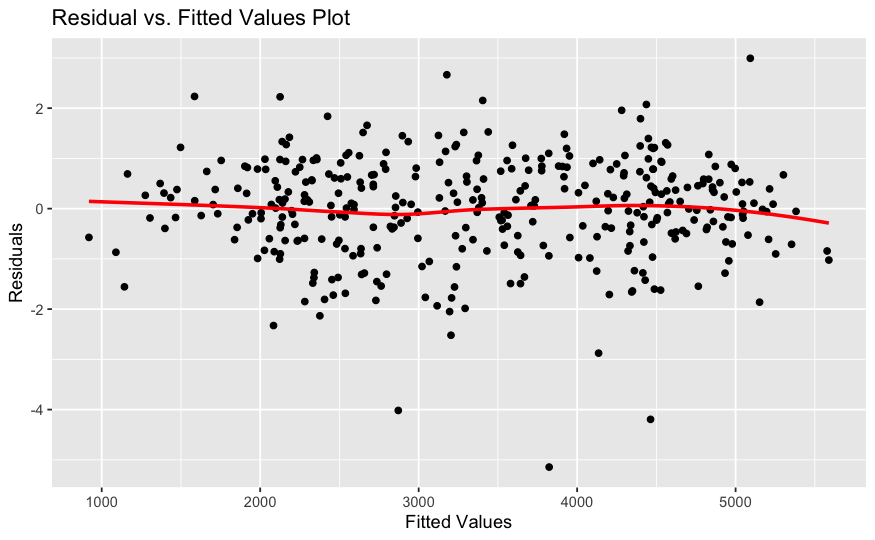 Residual vs. Fitted Values Plot
2
0
-2
-4
Residuals
1000 2000 3000 4000 5000
Fitted Values